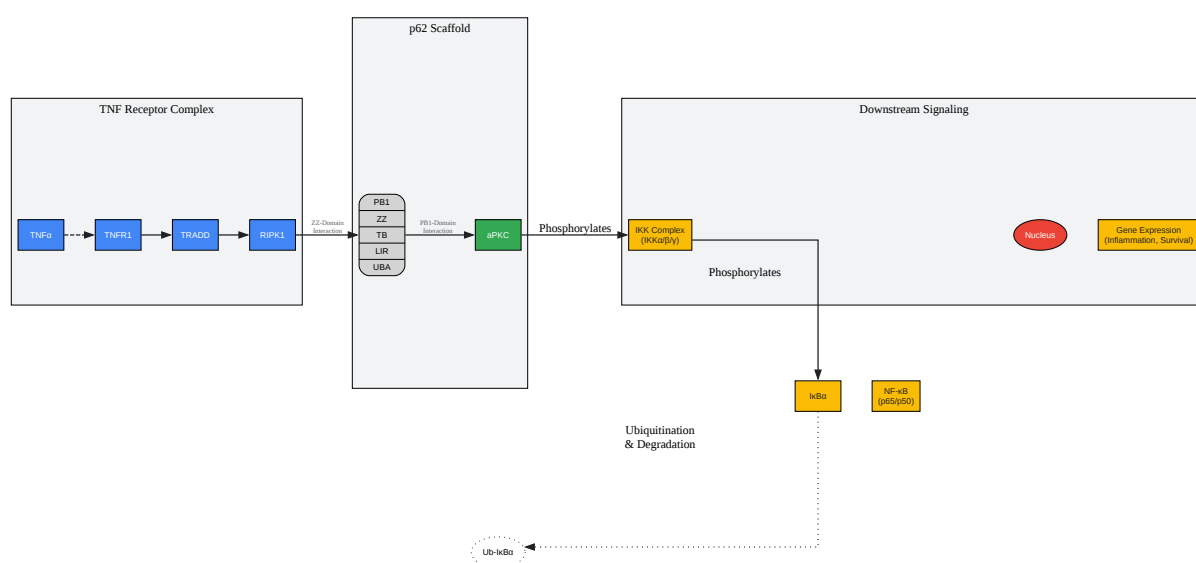 p62 Scaffold
TNF Receptor Complex
Downstream Signaling
TNFα
TNFR1
TRADD
RIPK1
ZZ-Domain
Interaction
PB1
ZZ
TB
LIR
UBA
PB1-Domain
Interaction
aPKC
Phosphorylates
IKK Complex
(IKKα/β/γ)
Nucleus
Gene Expression
(Inflammation, Survival)
Phosphorylates
IκBα
NF-κB
(p65/p50)
Ubiquitination
& Degradation
Ub-IκBα